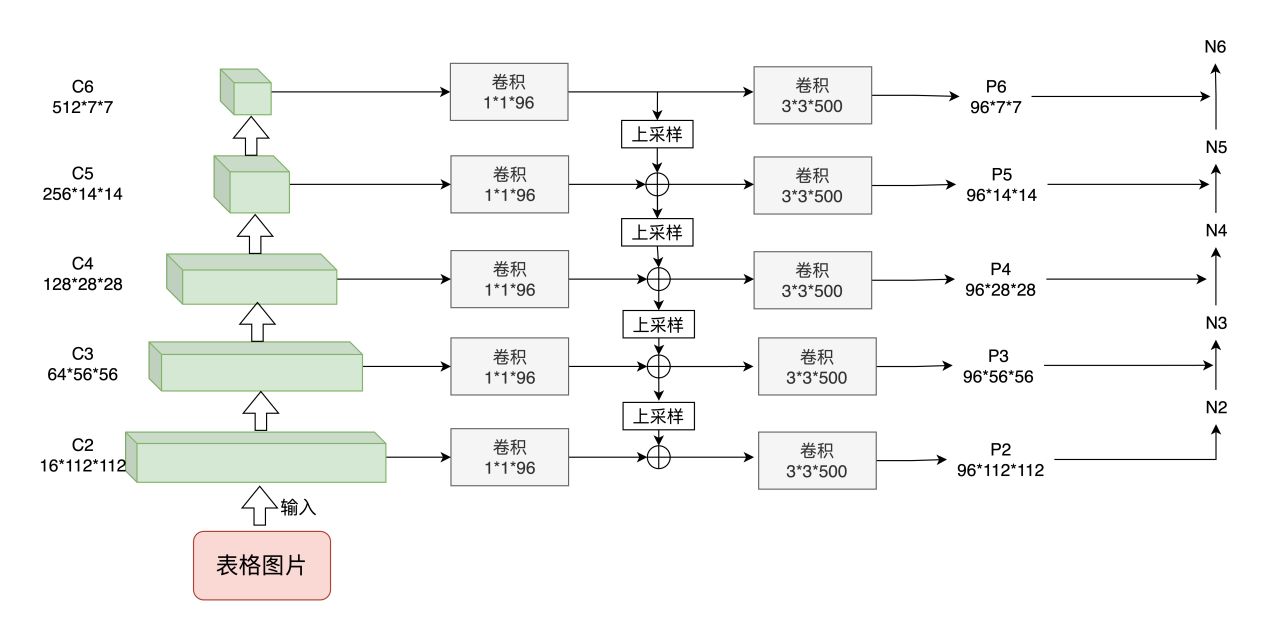 N6
C6
512*7*7
卷积
1*1*96
卷积
3*3*500
P6
96*7*7
上采样
N5
C5
256*14*14
卷积
1*1*96
卷积
3*3*500
P5
96*14*14
上采样
N4
C4
128*28*28
卷积
1*1*96
卷积
3*3*500
P4
96*28*28
上采样
N3
C3
64*56*56
卷积
1*1*96
卷积
3*3*500
P3
96*56*56
上采样
N2
C2
16*112*112
卷积
1*1*96
卷积
3*3*500
P2
96*112*112
输入
表格图片